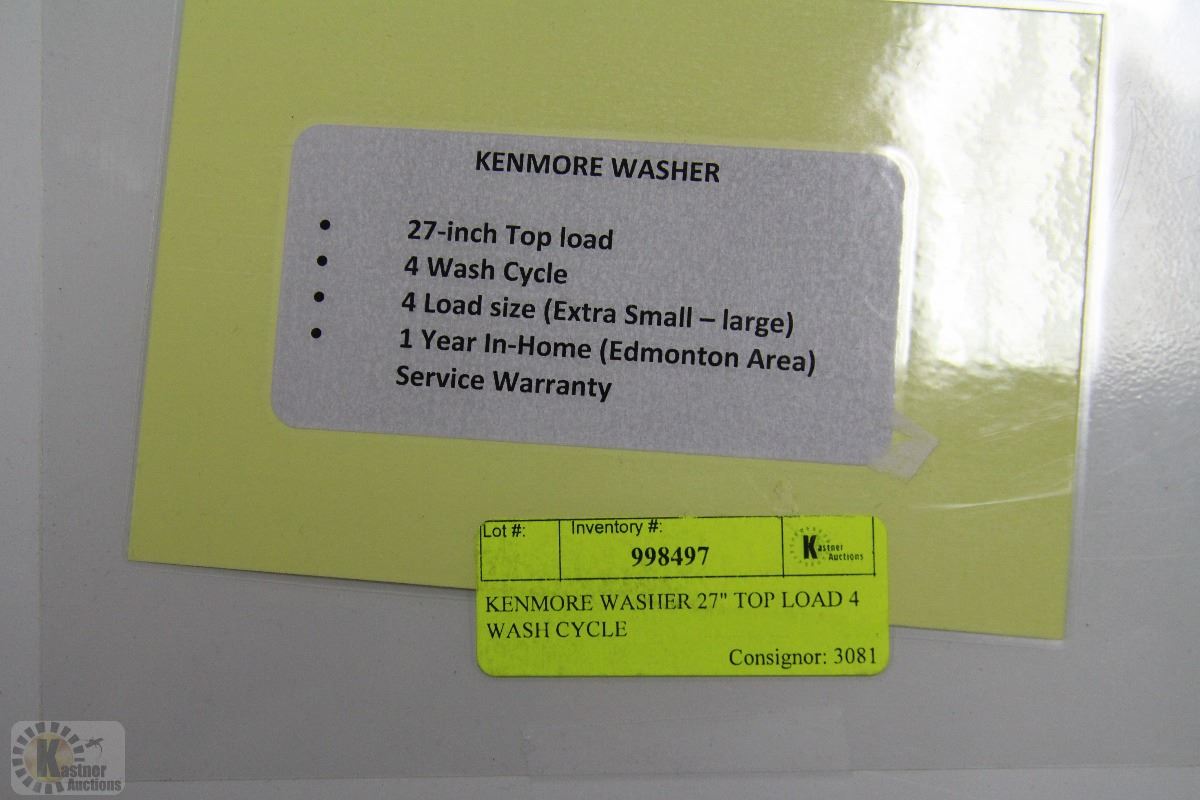 KENMORE WASHER
• 27-inch Top load
• 4 Wash Cycle
• 4 Load size (Extra Small – large)
• 1 Year In-Home (Edmonton Area)
Service Warranty
Lot #:
Inventory #:
998497
Kastner
Auctions
KENMORE WASHER 27" TOP LOAD 4
WASH CYCLE
Consignor: 3081
Kastner
Auctions